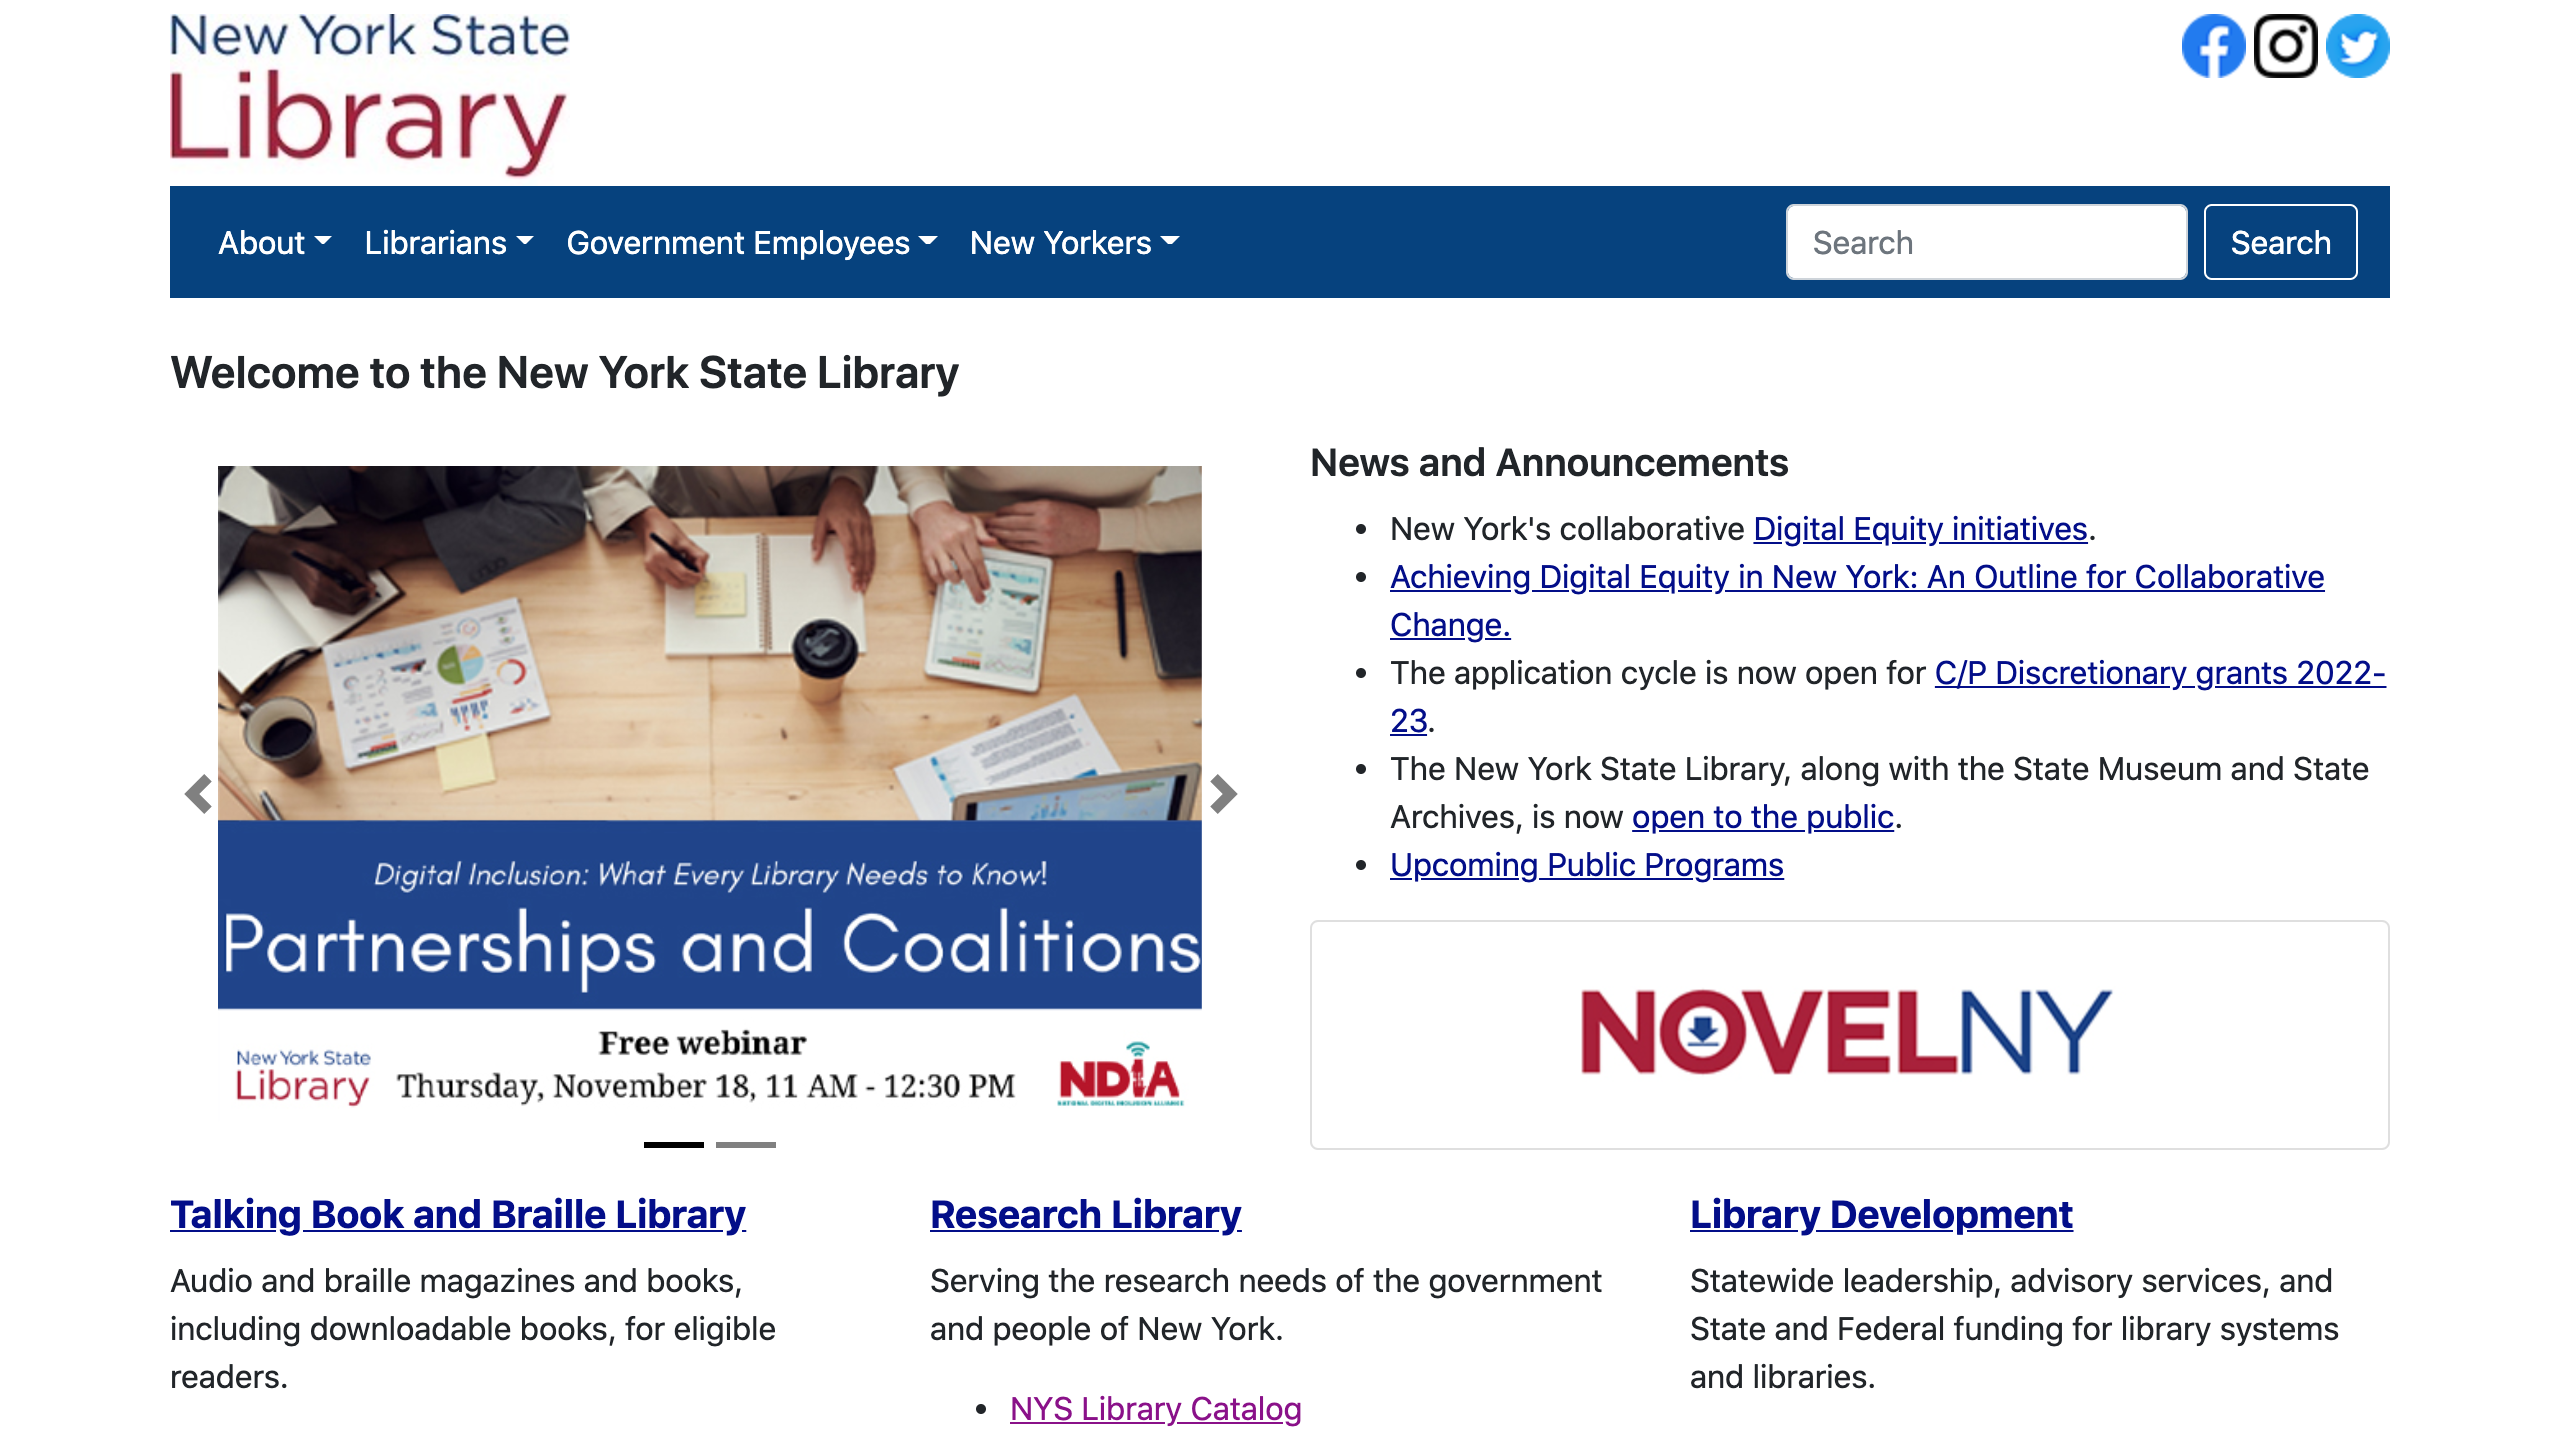 New York State
Library
About
Librarians
Government Employees
New Yorkers
Search
Search
Welcome to the New York State Library
Digital Inclusion: What Every Library Needs to Know!
Partnerships and Coalitions
Free webinar
New York State
Library
Thursday, November 18, 11 AM - 12:30 PM
NDIA
NATIONAL DIGITAL INCLUSION ALLIANCE
News and Announcements
• New York's collaborative Digital Equity initiatives.
• Achieving Digital Equity in New York: An Outline for Collaborative
Change.
• The application cycle is now open for C/P Discretionary grants 2022-
23.
• The New York State Library, along with the State Museum and State
Archives, is now open to the public.
• Upcoming Public Programs
NOVELNY
Talking Book and Braille Library
Audio and braille magazines and books,
including downloadable books, for eligible
readers.
Research Library
Serving the research needs of the government
and people of New York.
• NYS Library Catalog
Library Development
Statewide leadership, advisory services, and
State and Federal funding for library systems
and libraries.